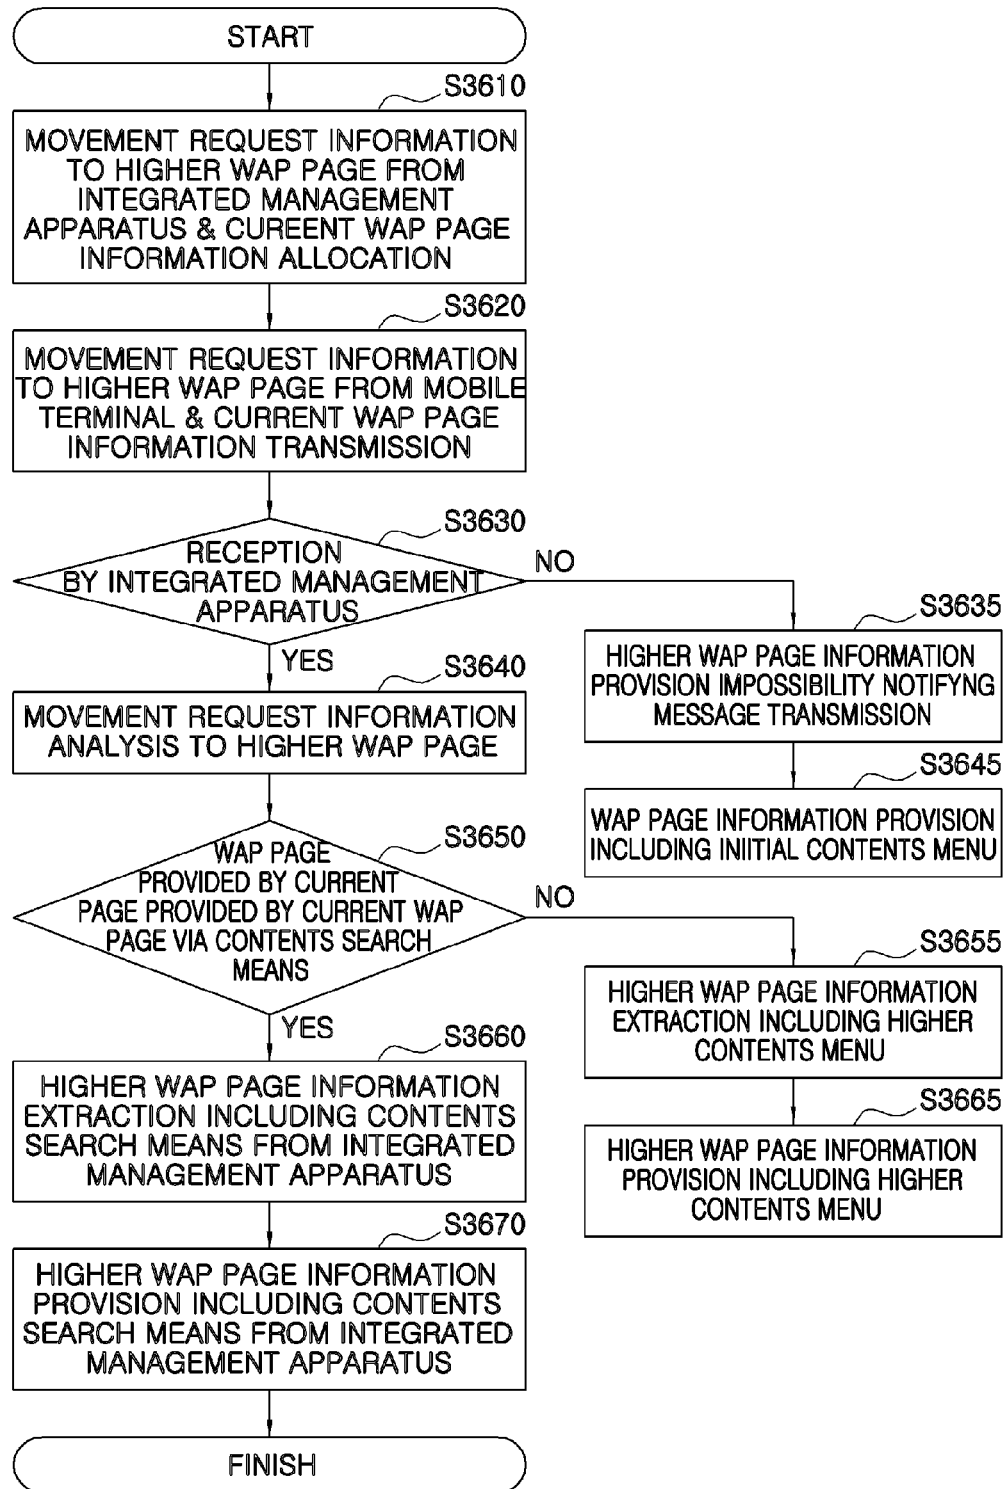 START
S3610
MOVEMENT REQUEST INFORMATION
TO HIGHER WAP PAGE FROM
INTEGRATED MANAGEMENT
APPARATUS & CUREENT WAP PAGE
INFORMATION ALLOCATION
S3620
MOVEMENT REQUEST INFORMATION
TO HIGHER WAP PAGE FROM MOBILE
TERMINAL & CURRENT WAP PAGE
INFORMATION TRANSMISSION
S3630
RECEPTION
BY INTEGRATED MANAGEMENT
APPARATUS
NO
YES
S3635
HIGHER WAP PAGE INFORMATION
PROVISION IMPOSSIBILITY NOTIFYNG
MESSAGE TRANSMISSION
S3640
MOVEMENT REQUEST INFORMATION
ANALYSIS TO HIGHER WAP PAGE
S3645
WAP PAGE INFORMATION PROVISION
INCLUDING INIITIAL CONTENTS MENU
S3650
WAP PAGE
PROVIDED BY CURRENT
PAGE PROVIDED BY CURRENT WAP
PAGE VIA CONTENTS SEARCH
MEANS
NO
YES
S3655
HIGHER WAP PAGE INFORMATION
EXTRACTION INCLUDING HIGHER
CONTENTS MENU
S3660
HIGHER WAP PAGE INFORMATION
EXTRACTION INCLUDING CONTENTS
SEARCH MEANS FROM INTEGRATED
MANAGEMENT APPARATUS
S3665
HIGHER WAP PAGE INFORMATION
PROVISION INCLUDING HIGHER
CONTENTS MENU
S3670
HIGHER WAP PAGE INFORMATION
PROVISION INCLUDING CONTENTS
SEARCH MEANS FROM INTEGRATED
MANAGEMENT APPARATUS
FINISH